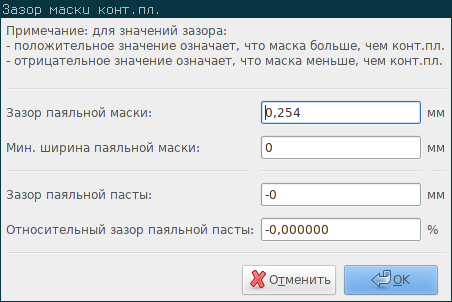 Зазор маски конт.пл.
Примечание: для значений зазора:
- положительное значение означает, что маска больше, чем конт.пл.
- отрицательное значение означает, что маска меньше, чем конт.пл.
Зазор паяльной маски: 0,254 мм
Мин. ширина паяльной маски: 0 мм
Зазор паяльной пасты: -0 мм
Относительный зазор паяльной пасты: -0,000000 %
Отменить OK